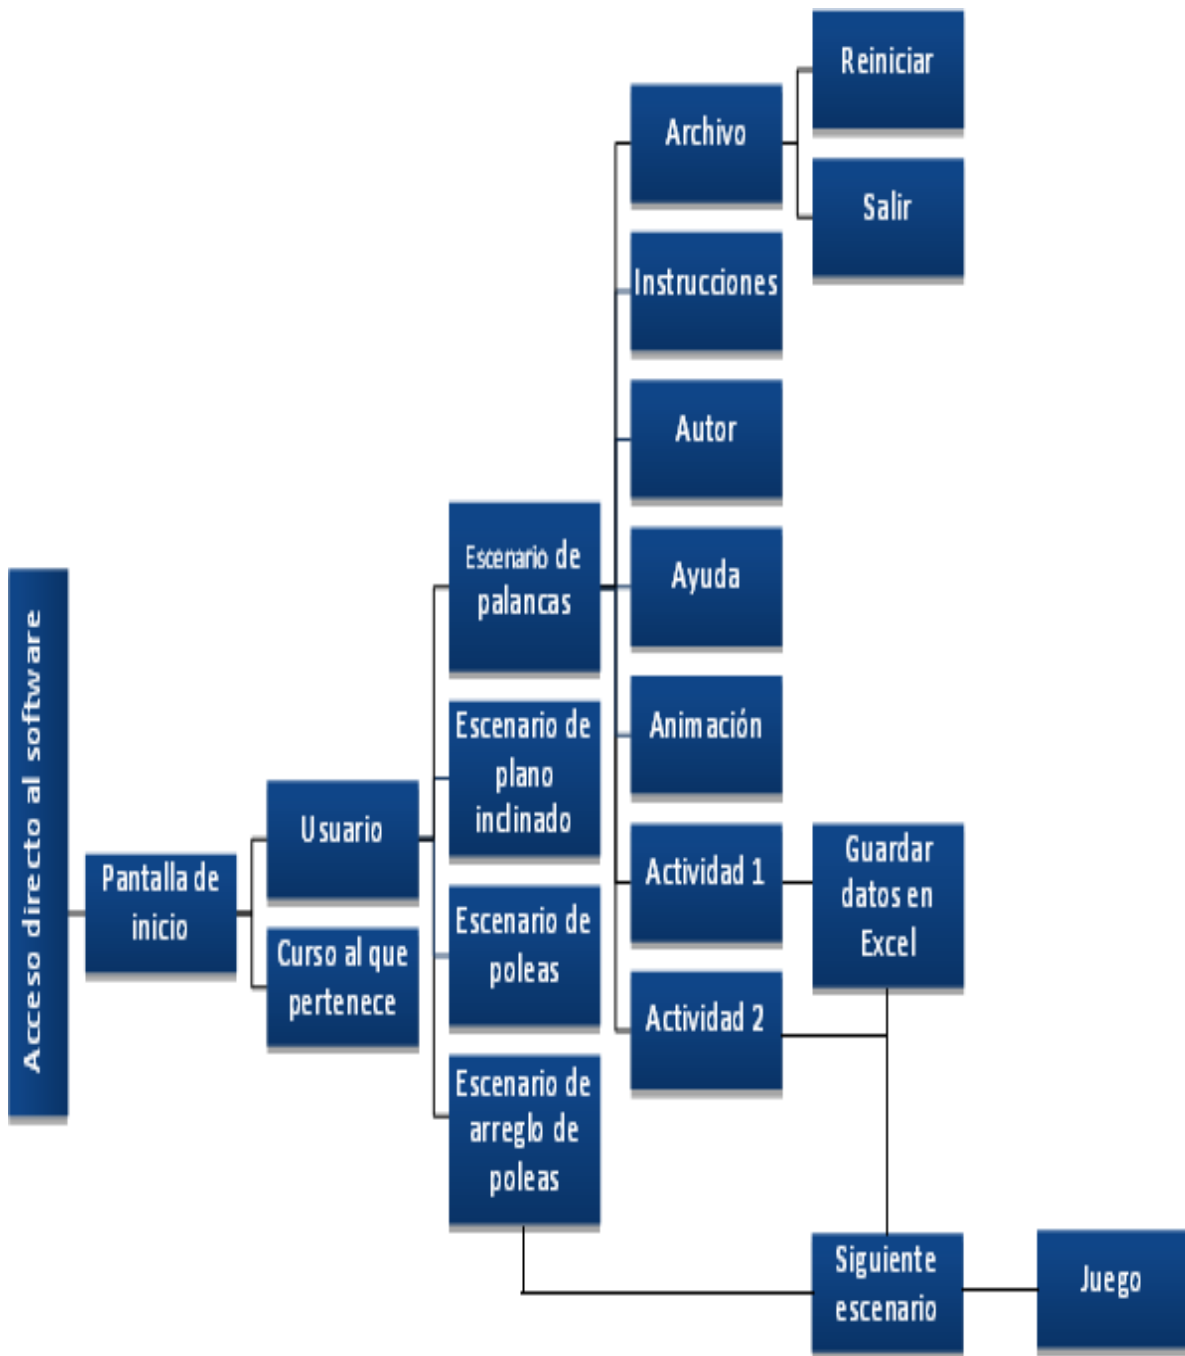 Acceso directo al software
Pantalla de
inicio
Usuario
Curso al que
pertenece
Escenario de
palancas
Escenario de
plano
inclinado
Escenario de
poleas
Escenario de
arreglo de
poleas
Archivo
Instrucciones
Autor
Ayuda
Animación
Actividad 1
Actividad 2
Reiniciar
Salir
Guardar
datos en
Excel
Siguiente
escenario
Juego